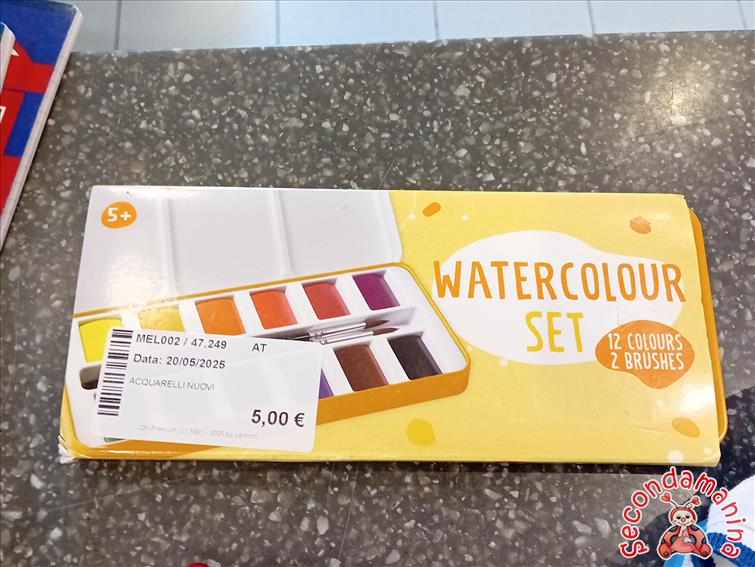 5+
WATERCOLOUR
SET
12 COLOURS
2 BRUSHES
MEL002 / 47.249 AT
Data: 20/05/2025
ACQUARELLI NUOVI
5,00 €
secondamanina